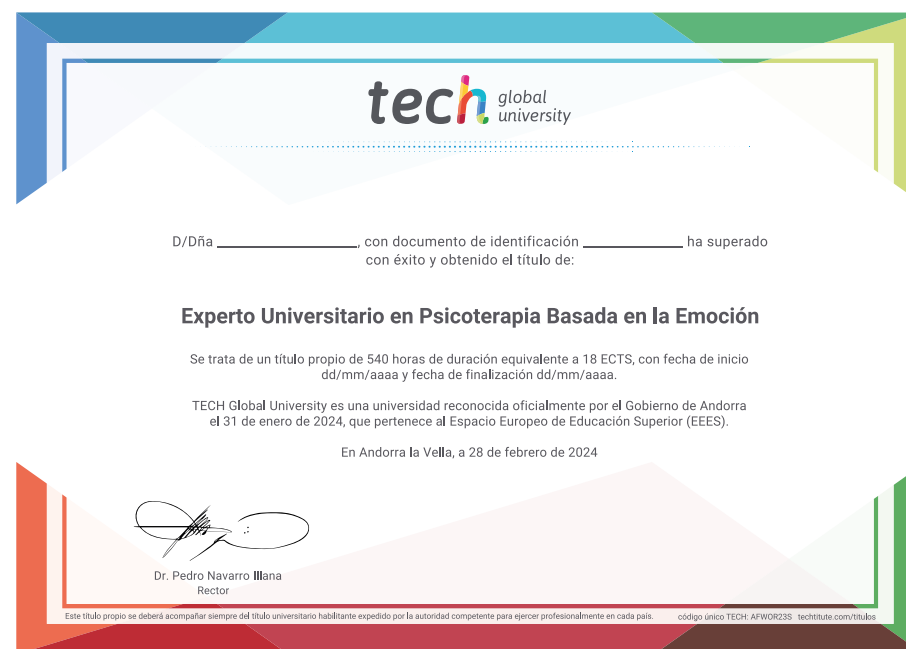 tech global university
D/Dña ____________, con documento de identificación ____________ ha superado
con éxito y obtenido el título de:
Experto Universitario en Psicoterapia Basada en la Emoción
Se trata de un título propio de 540 horas de duración equivalente a 18 ECTS, con fecha de inicio
dd/mm/aaaa y fecha de finalización dd/mm/aaaa.
TECH Global University es una universidad reconocida oficialmente por el Gobierno de Andorra
el 31 de enero de 2024, que pertenece al Espacio Europeo de Educación Superior (EEES).
En Andorra la Vella, a 28 de febrero de 2024
Dr. Pedro Navarro Illana
Rector
Este título propio se deberá acompañar siempre del título universitario habilitante expedido por la autoridad competente para ejercer profesionalmente en cada país. código único TECH: AFWOR23S techtitute.com/titulos